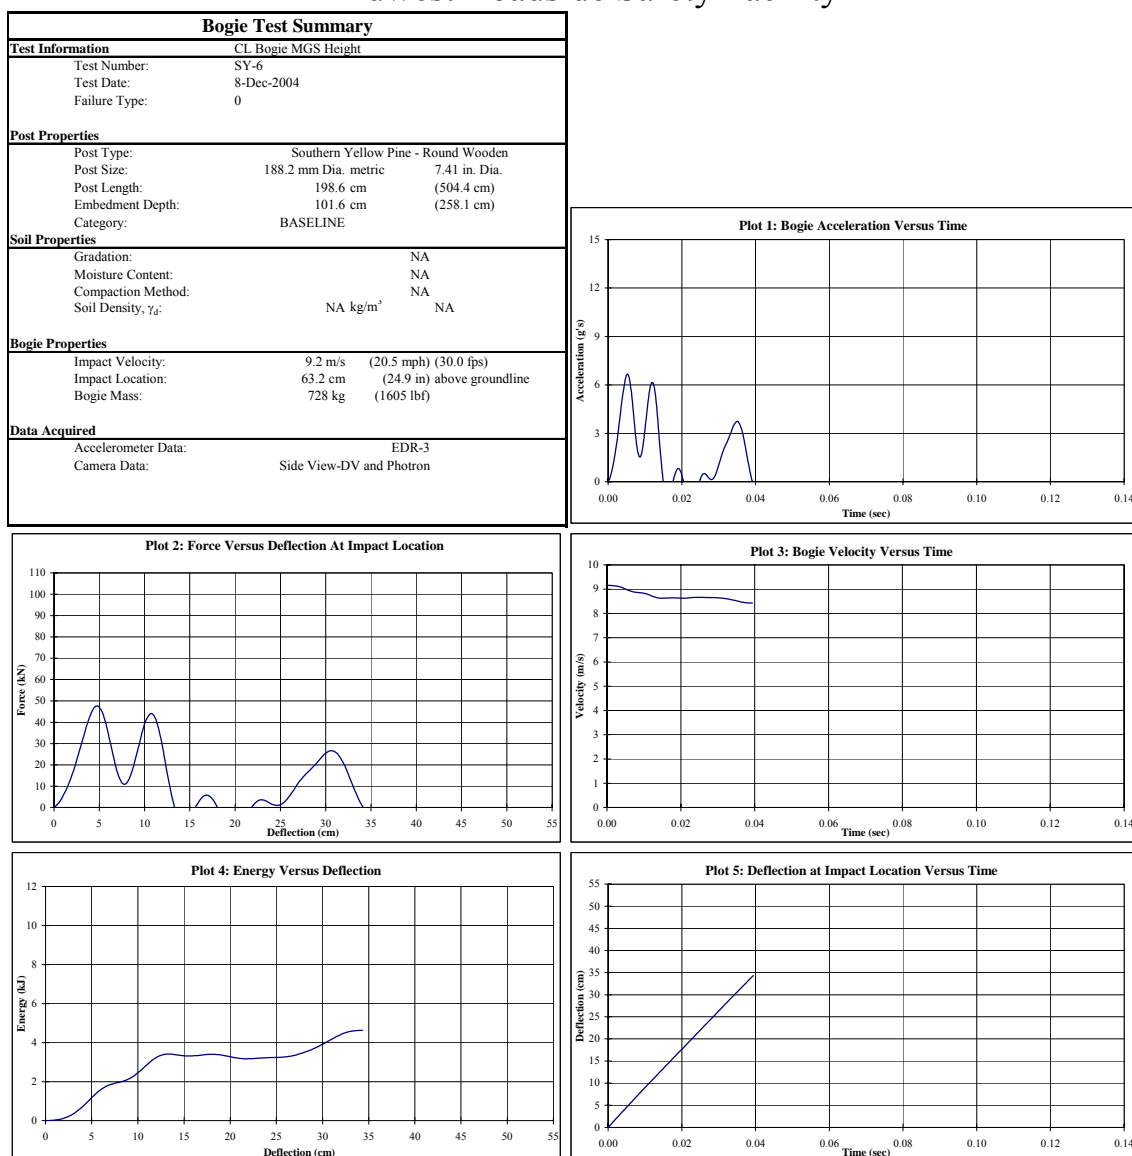 Bogie Test Summary
Test Information CL Bogie MGS Height
Test Number: SY-6
Test Date: 8-Dec-2004
Failure Type: 0
Post Properties
Post Type: Southern Yellow Pine - Round Wooden
Post Size: 188.2 mm Dia. metric 7.41 in. Dia.
Post Length: 198.6 cm (504.4 cm)
Embedment Depth: 101.6 cm (258.1 cm)
Category: BASELINE
Soil Properties
Gradation: NA
Moisture Content: NA
Compaction Method: NA
Soil Density, γd: NA kg/m³ NA
Bogie Properties
Impact Velocity: 9.2 m/s (20.5 mph) (30.0 fps)
Impact Location: 63.2 cm (24.9 in) above groundline
Bogie Mass: 728 kg (1605 lbf)
Data Acquired
Accelerometer Data: EDR-3
Camera Data: Side View-DV and Photron
Plot 1: Bogie Acceleration Versus Time
Acceleration (g's)
15
12
9
6
3
0
0.00 0.02 0.04 0.06 0.08 0.10 0.12 0.14
Time (sec)
Plot 2: Force Versus Deflection At Impact Location
Force (kN)
110
100
90
80
70
60
50
40
30
20
10
0
0 5 10 15 20 25 30 35 40 45 50 55
Deflection (cm)
Plot 3: Bogie Velocity Versus Time
Velocity (m/s)
10
9
8
7
6
5
4
3
2
1
0
0.00 0.02 0.04 0.06 0.08 0.10 0.12 0.14
Time (sec)
Plot 4: Energy Versus Deflection
Energy (kJ)
12
10
8
6
4
2
0
0 5 10 15 20 25 30 35 40 45 50 55
Deflection (cm)
Plot 5: Deflection at Impact Location Versus Time
Deflection (cm)
55
50
45
40
35
30
25
20
15
10
5
0
0.00 0.02 0.04 0.06 0.08 0.10 0.12 0.14
Time (sec)